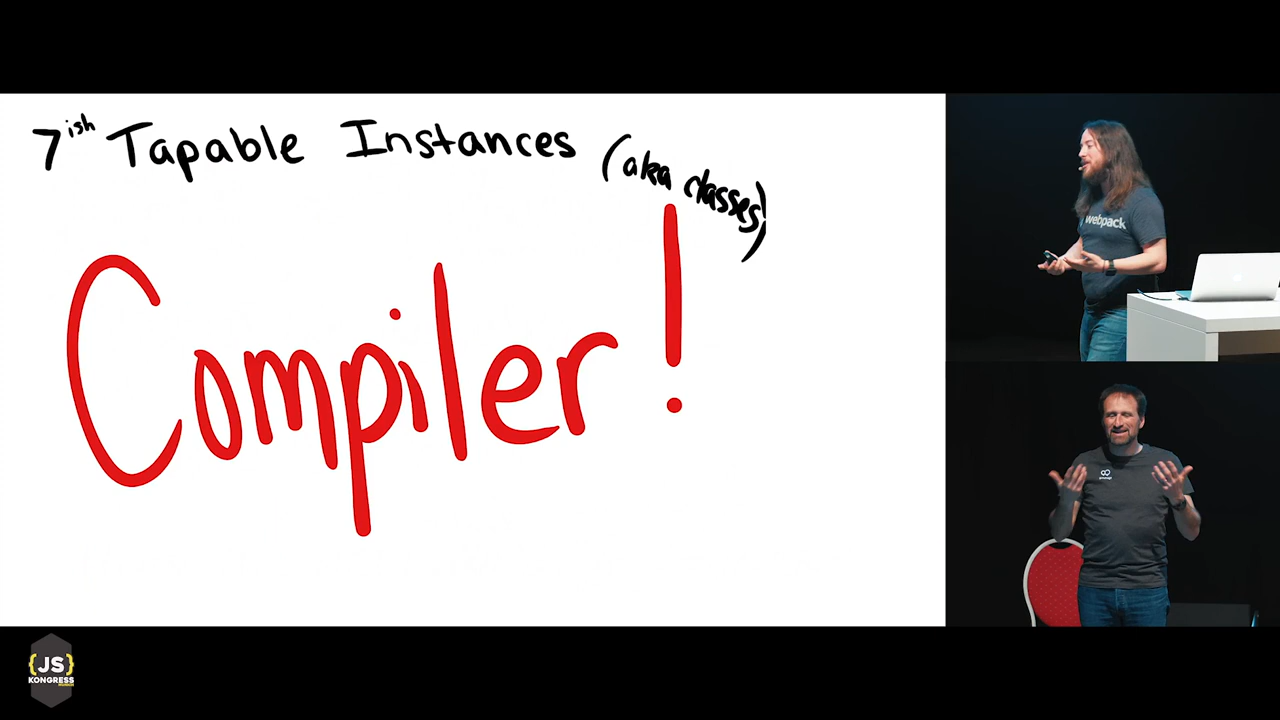 7ish Tapable Instances (aka classes)
Compiler!
webpack
{JS}
KONGRESS